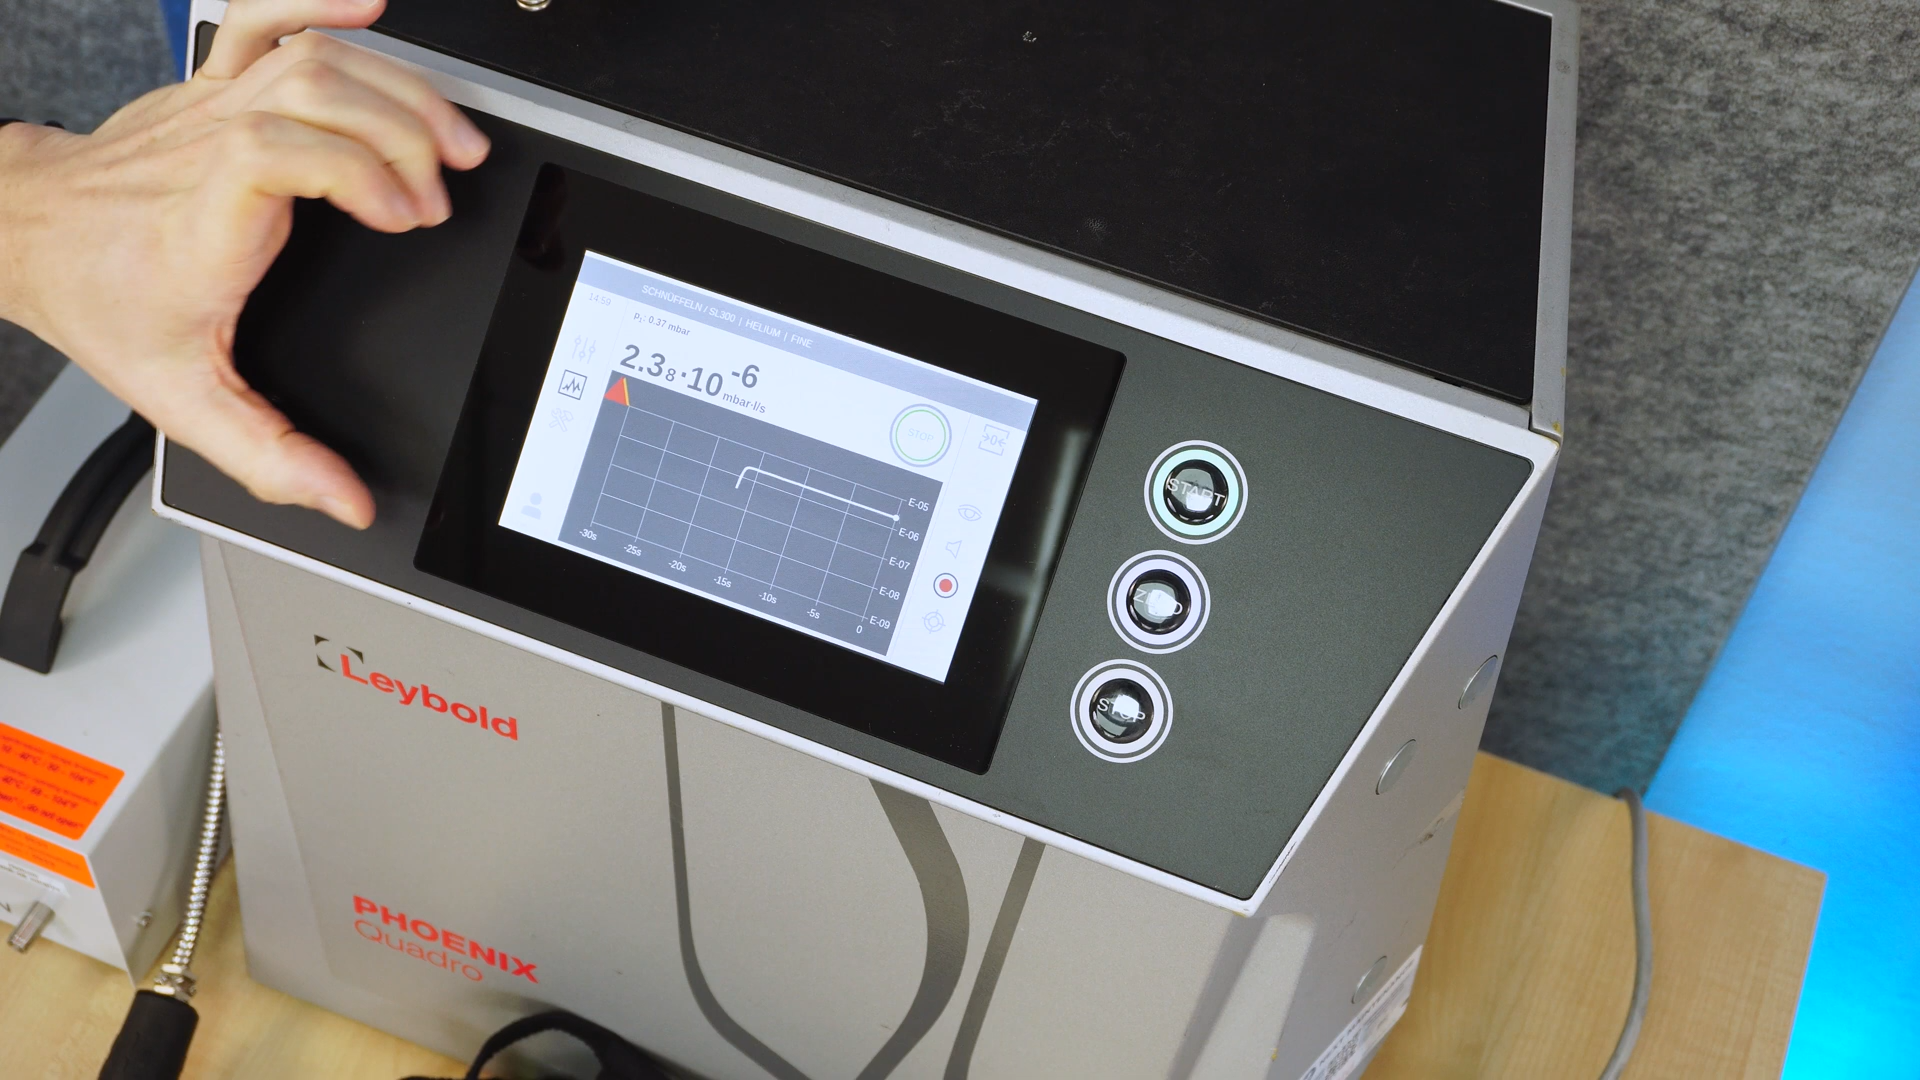 14:59
SCHNÜFFELN / SL300 | HELIUM | FINE
p₁: 0.37 mbar
2.3₈·10⁻⁶
mbar·l/s
STOP
→0←
E-05
E-06
E-07
E-08
E-09
-30s
-25s
-20s
-15s
-10s
-5s
0
START
STOP
Leybold
PHOENIX
Quadro